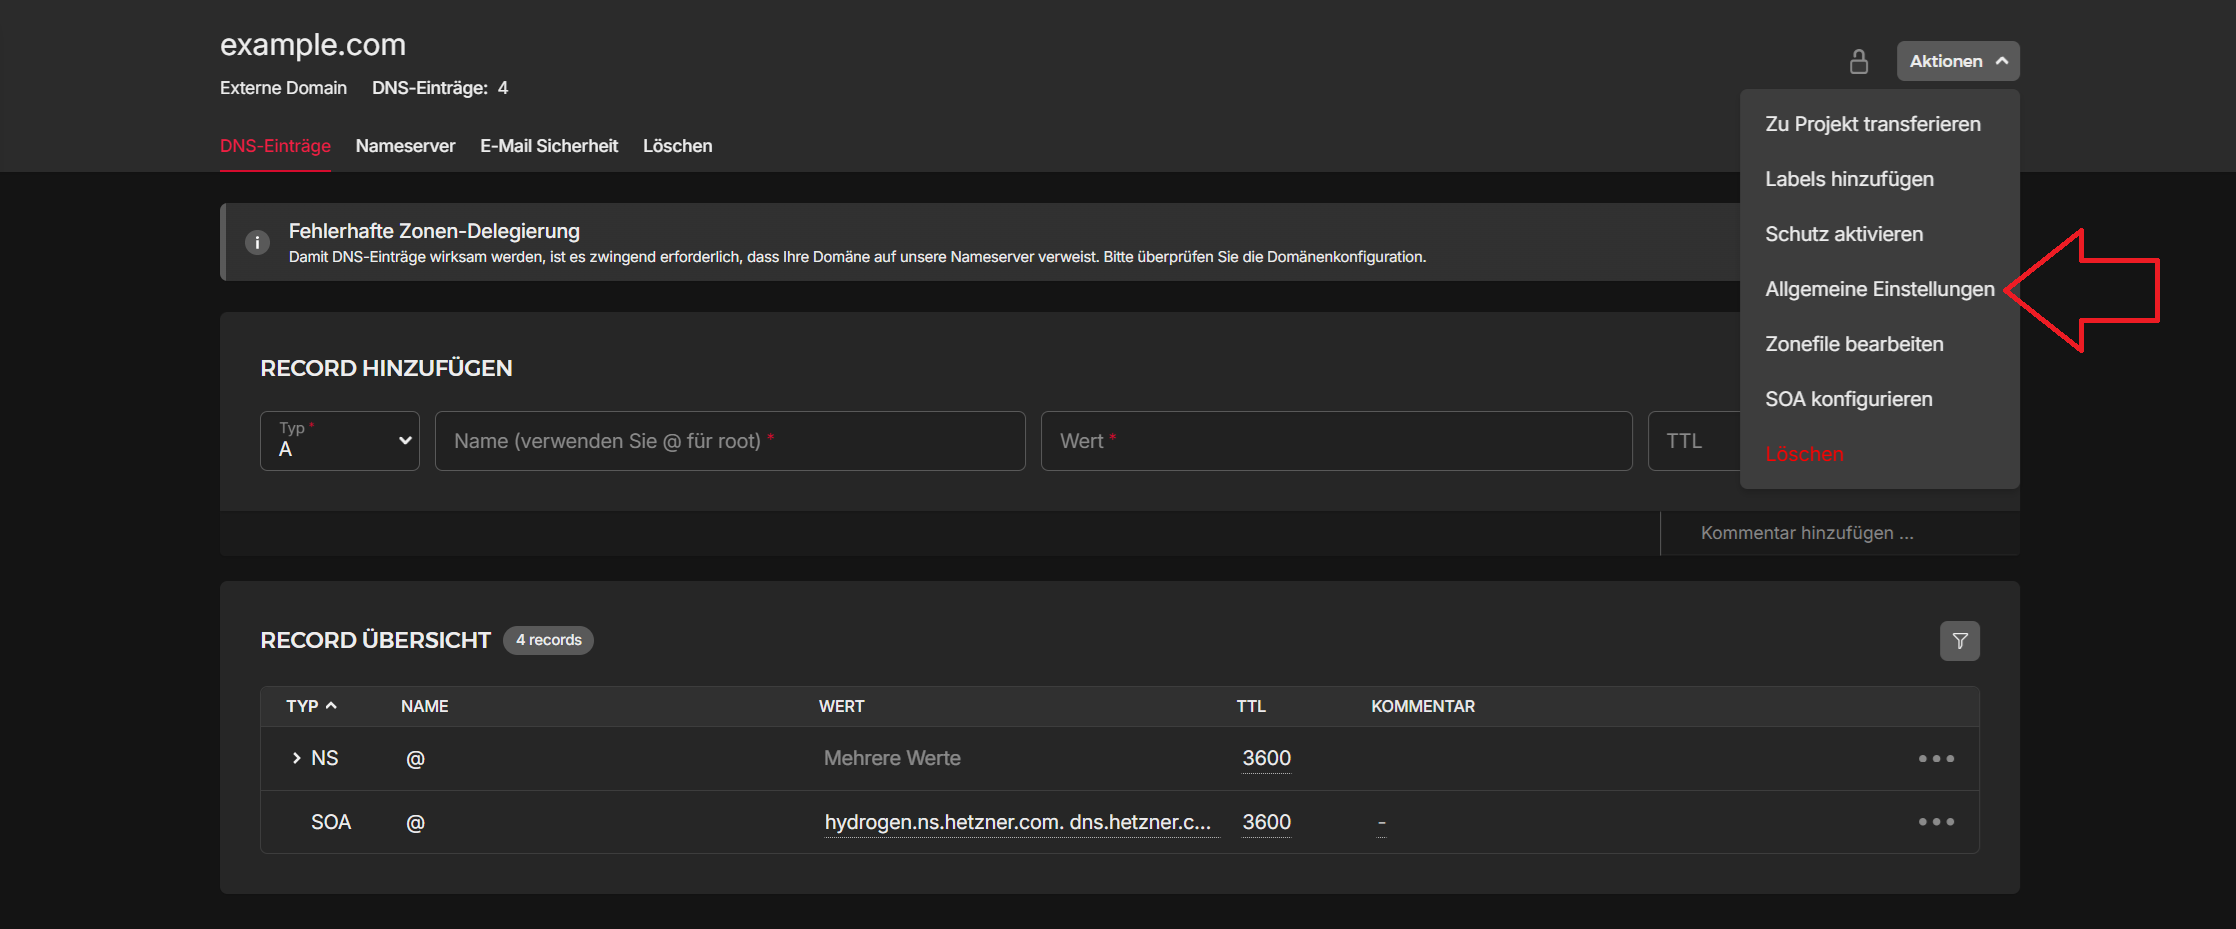 example.com
Externe Domain DNS-Einträge: 4
Aktionen
DNS-Einträge Nameserver E-Mail Sicherheit Löschen
Zu Projekt transferieren
Labels hinzufügen
Schutz aktivieren
Allgemeine Einstellungen
Zonefile bearbeiten
SOA konfigurieren
Löschen
Fehlerhafte Zonen-Delegierung
Damit DNS-Einträge wirksam werden, ist es zwingend erforderlich, dass Ihre Domäne auf unsere Nameserver verweist. Bitte überprüfen Sie die Domänenkonfiguration.
RECORD HINZUFÜGEN
Typ *
A
Name (verwenden Sie @ für root) *
Wert *
TTL
Kommentar hinzufügen ...
RECORD ÜBERSICHT 4 records
TYP NAME WERT TTL KOMMENTAR
NS @ Mehrere Werte 3600
SOA @ hydrogen.ns.hetzner.com. dns.hetzner.c... 3600 -